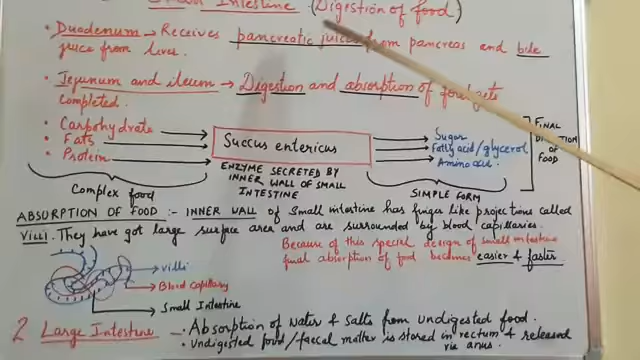 Small Intestine (Digestion of food)
• Duodenum → Receives pancreatic juices from pancreas and bile
juice from liver.
• Jejunum and ileum → Digestion and absorption of food gets
completed.
• Carbohydrate
• Fats
• Protein
Complex food
Succus entericus
ENZYME SECRETED BY
INNER WALL OF SMALL
INTESTINE
Sugar
Fatty acid/glycerol
Amino acid
SIMPLE FORM
FINAL
OF FOOD
ABSORPTION OF FOOD :- INNER WALL of Small intestine has finger like projections called
VILLI. They have got large surface area and are surrounded by blood capillaries.
Because of this special design of small intestine
final absorption of food becomes easier & faster.
villi
Blood capillary
Small Intestine
2 Large Intestine - • Absorption of water & salts from undigested food.
• Undigested food/faecal matter is stored in rectum & released
via anus.